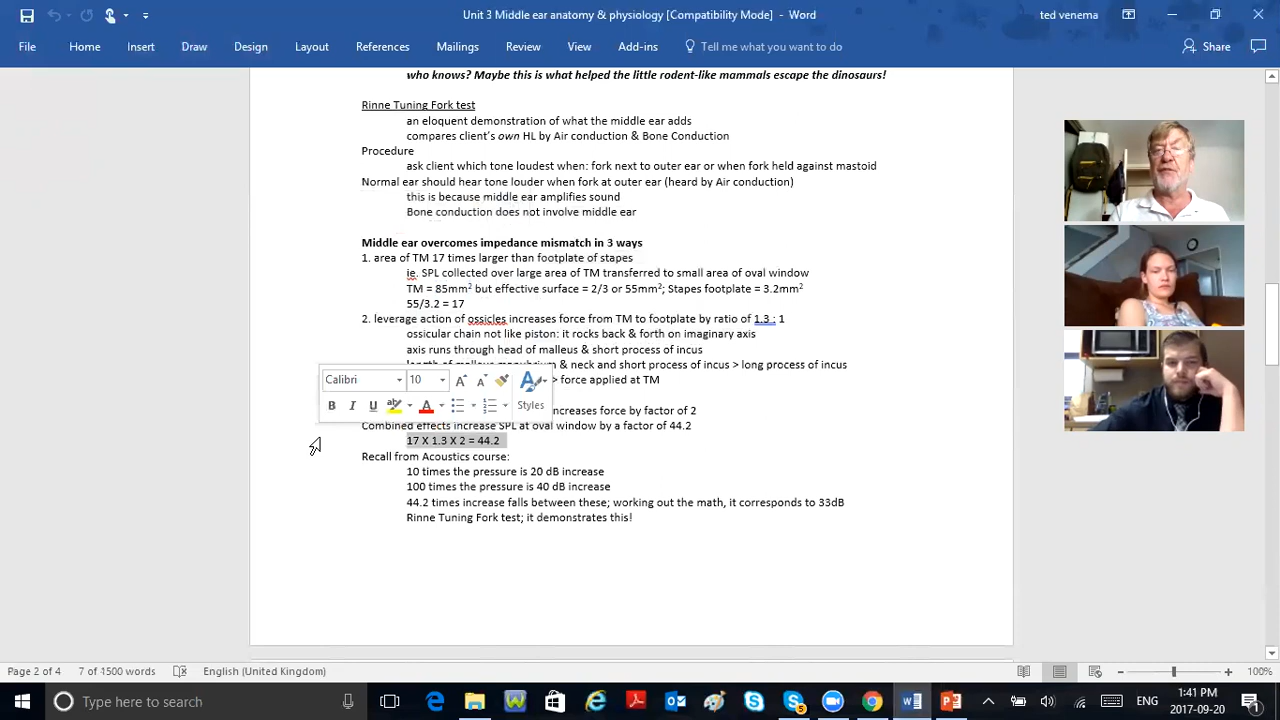 Unit 3 Middle ear anatomy & physiology [Compatibility Mode] - Word
ted venema
File Home Insert Draw Design Layout References Mailings Review View Add-ins Tell me what you want to do Share
who knows? Maybe this is what helped the little rodent-like mammals escape the dinosaurs!
Rinne Tuning Fork test
an eloquent demonstration of what the middle ear adds
compares client's own HL by Air conduction & Bone Conduction
Procedure
ask client which tone loudest when: fork next to outer ear or when fork held against mastoid
Normal ear should hear tone louder when fork at outer ear (heard by Air conduction)
this is because middle ear amplifies sound
Bone conduction does not involve middle ear
Middle ear overcomes impedance mismatch in 3 ways
1. area of TM 17 times larger than footplate of stapes
ie. SPL collected over large area of TM transferred to small area of oval window
TM = 85mm² but effective surface = 2/3 or 55mm²; Stapes footplate = 3.2mm²
55/3.2 = 17
2. leverage action of ossicles increases force from TM to footplate by ratio of 1.3 : 1
ossicular chain not like piston: it rocks back & forth on imaginary axis
axis runs through head of malleus & short process of incus
& neck and short process of incus > long process of incus
Calibri 10
> force applied at TM
B I U ab A Styles
increases force by factor of 2
Combined effects increase SPL at oval window by a factor of 44.2
17 X 1.3 X 2 = 44.2
Recall from Acoustics course:
10 times the pressure is 20 dB increase
100 times the pressure is 40 dB increase
44.2 times increase falls between these; working out the math, it corresponds to 33dB
Rinne Tuning Fork test; it demonstrates this!
Page 2 of 4 7 of 1500 words English (United Kingdom) 100%
Type here to search
ENG
1:41 PM
2017-09-20